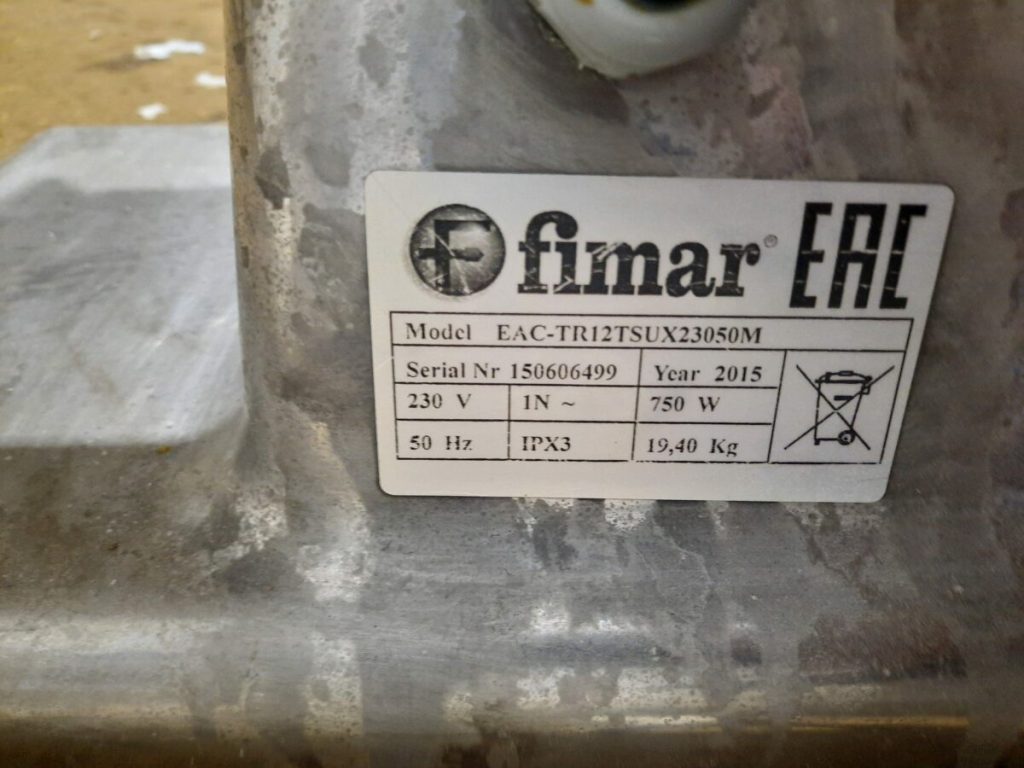 F fimar® EAC
Model EAC-TR12TSUX23050M
Serial Nr 150606499 Year 2015
230 V 1N ~ 750 W
50 Hz IPX3 19,40 Kg